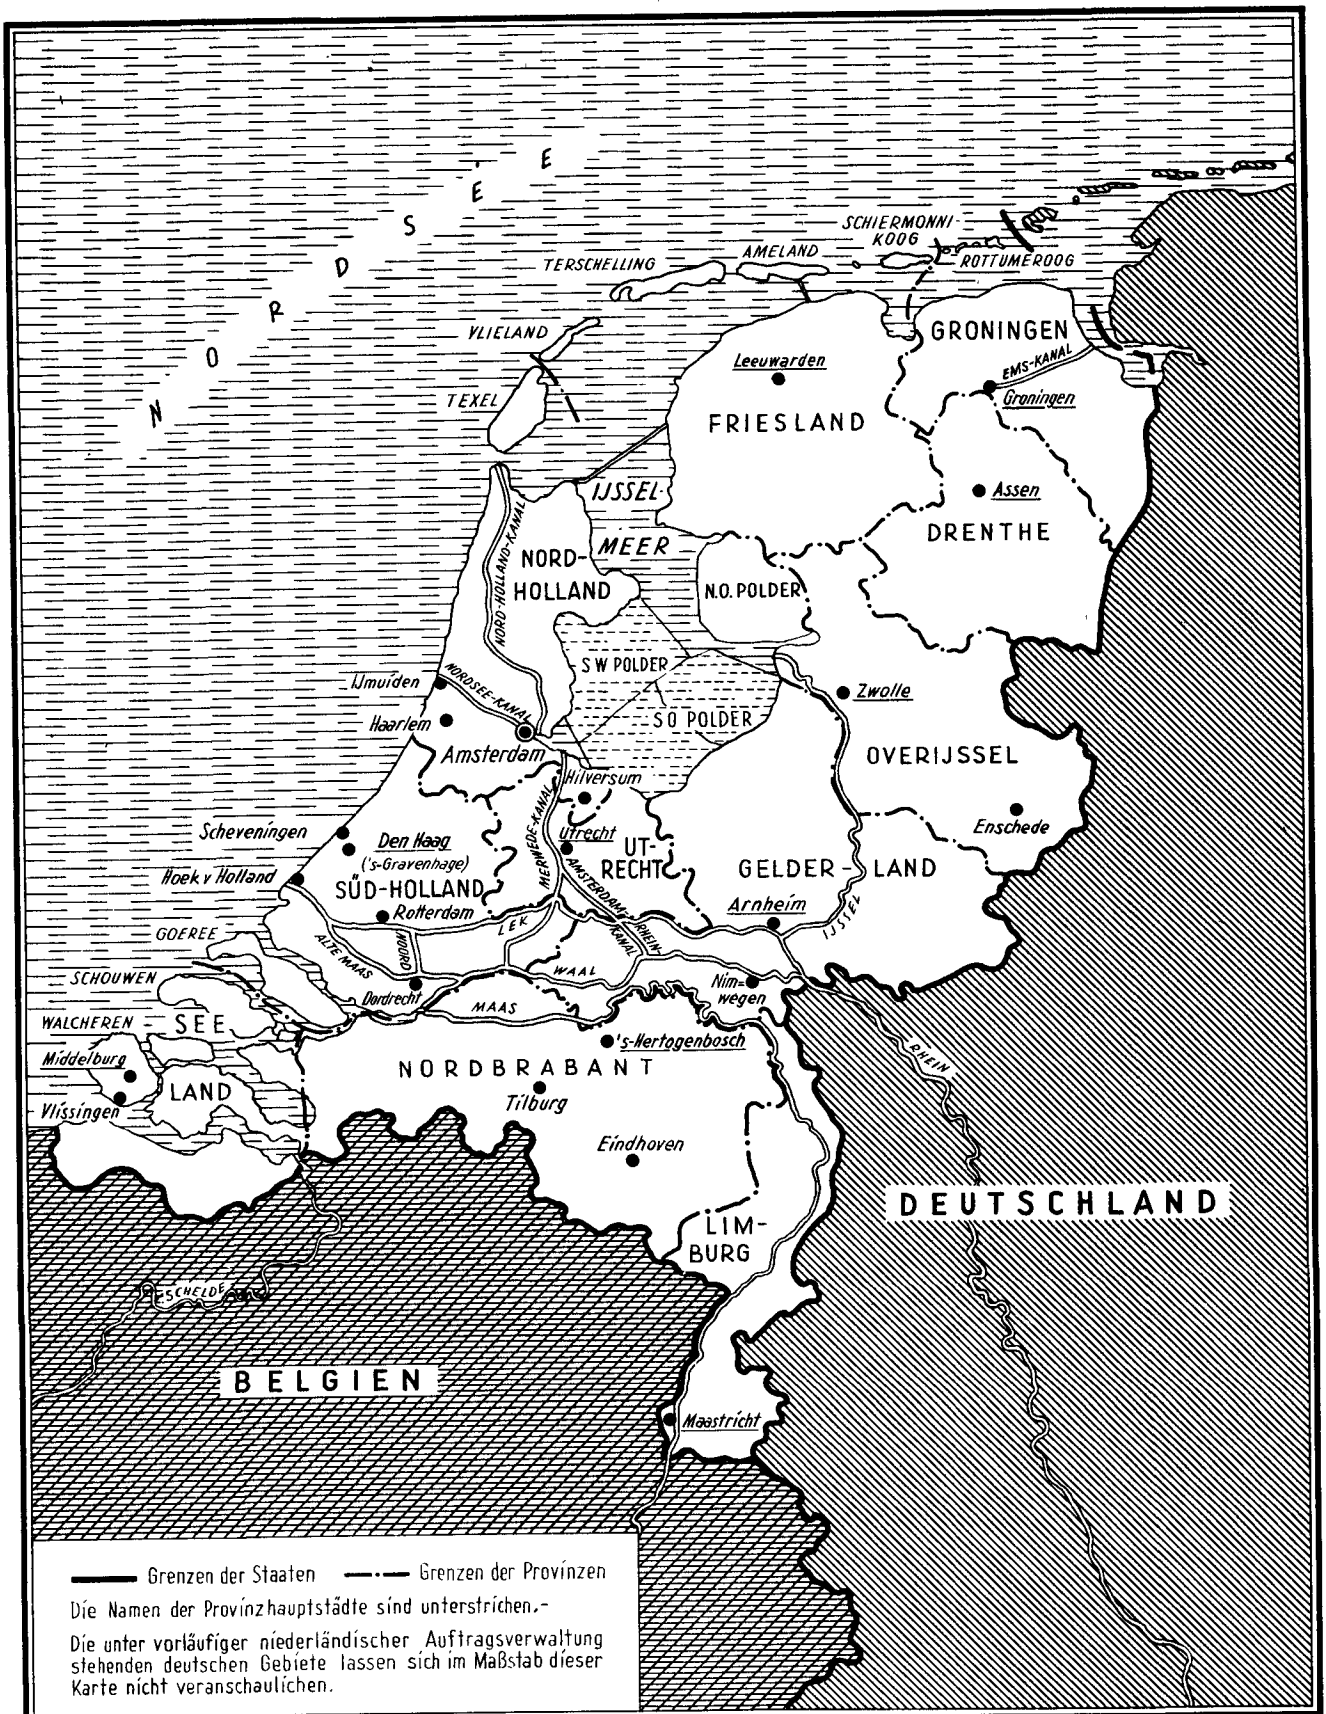 NORDSEE
SCHIERMONNI-
KOOG
ROTTUMEROOG
AMELAND
TERSCHELLING
VLIELAND
TEXEL
GRONINGEN
EMS-KANAL
Groningen
Leeuwarden
FRIESLAND
Assen
DRENTHE
IJSSEL-
MEER
NORD-HOLLAND-KANAL
NORD-
HOLLAND
N.O. POLDER
S W POLDER
S O POLDER
IJmuiden
NORDSEE-KANAL
Haarlem
Amsterdam
Zwolle
OVERIJSSEL
Enschede
Hilversum
MERWEDE-KANAL
Utrecht
UT-
RECHT
AMSTERDAM-RHEIN-
KANAL
GELDER-LAND
Arnheim
IJSSEL
Scheveningen
Den Haag
('s-Gravenhage)
Hoek v Holland
SÜD-HOLLAND
Rotterdam
LEK
NOORD
ALTE MAAS
GOEREE
SCHOUWEN
Dordrecht
WAAL
Nim=
wegen
MAAS
WALCHEREN
SEE
LAND
Middelburg
Vlissingen
's-Hertogenbosch
NORDBRABANT
Tilburg
Eindhoven
RHEIN
DEUTSCHLAND
LIM-
BURG
SCHELDE
BELGIEN
Maastricht
Grenzen der Staaten
Grenzen der Provinzen
Die Namen der Provinzhauptstädte sind unterstrichen.-
Die unter vorläufiger niederländischer Auftragsverwaltung
stehenden deutschen Gebiete lassen sich im Maßstab dieser
Karte nicht veranschaulichen.